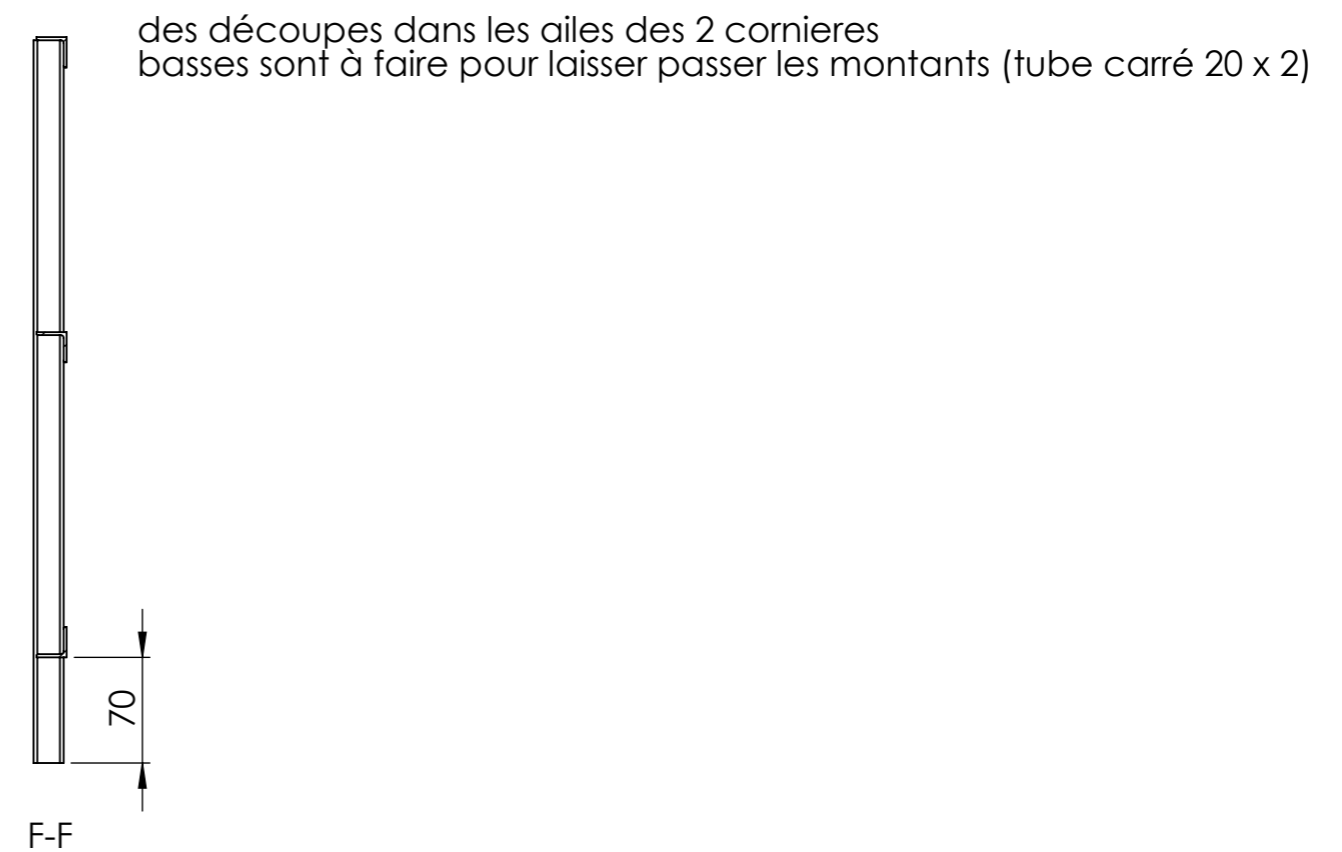 des découpes dans les ailes des 2 cornieres
basses sont à faire pour laisser passer les montants (tube carré 20 x 2)
70
F-F